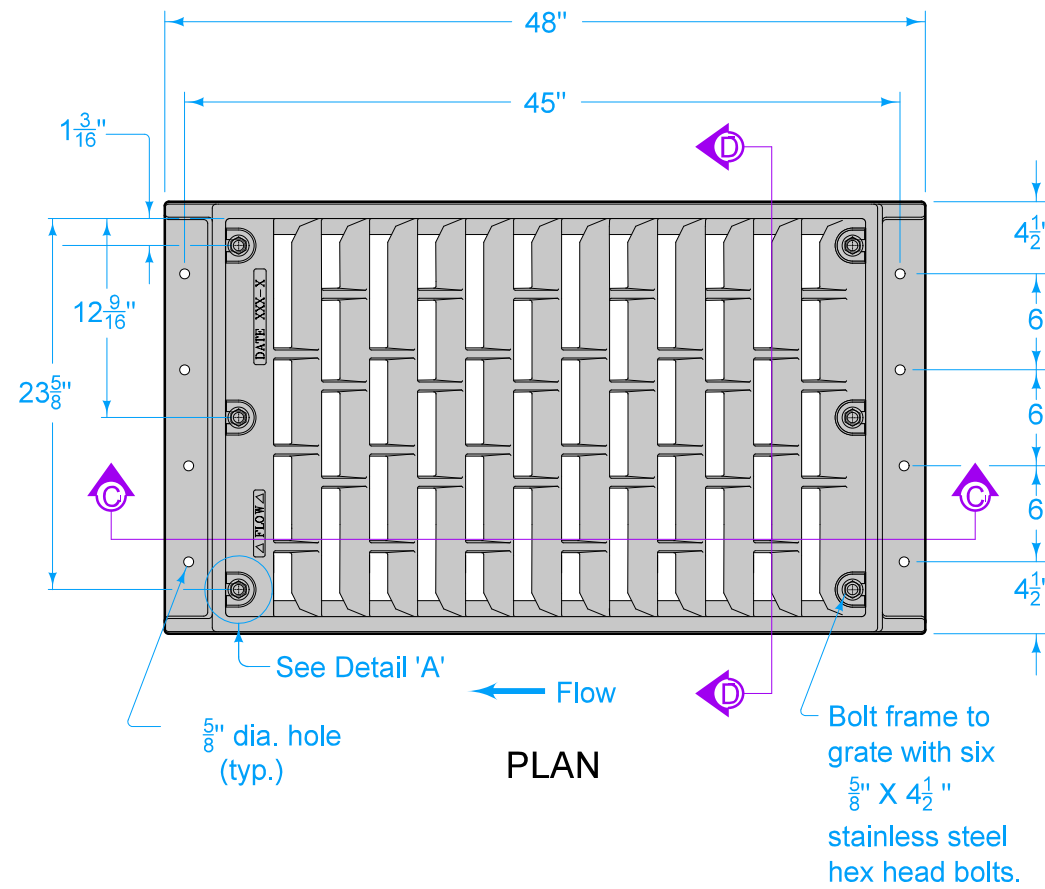 48"
45"
1 3/16"
D
4 1/2"
DATE XXX-X
6
12 9/16"
23 5/8"
6
C
C
6
△ FLOW △
4 1/2"
See Detail 'A'
Flow
D
5/8" dia. hole
(typ.)
PLAN
Bolt frame to
grate with six
5/8" X 4 1/2 "
stainless steel
hex head bolts.